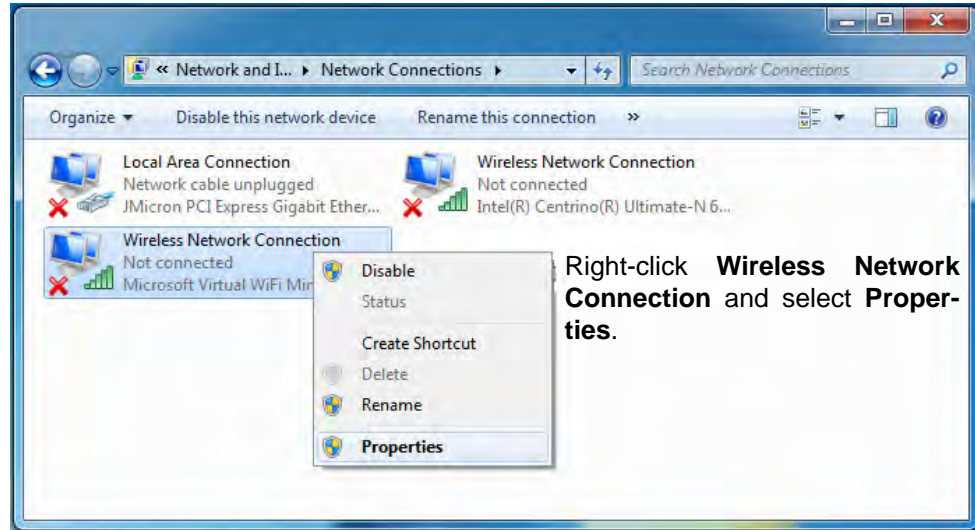 « Network and I... ▸ Network Connections ▸
Search Network Connections
Organize ▾ Disable this network device Rename this connection »
Local Area Connection
Network cable unplugged
JMicron PCI Express Gigabit Ether...
Wireless Network Connection
Not connected
Intel(R) Centrino(R) Ultimate-N 6...
Wireless Network Connection
Not connected
Microsoft Virtual WiFi Min
Disable
Status
Create Shortcut
Delete
Rename
Properties
Right-click Wireless Network
Connection and select Proper-
ties.